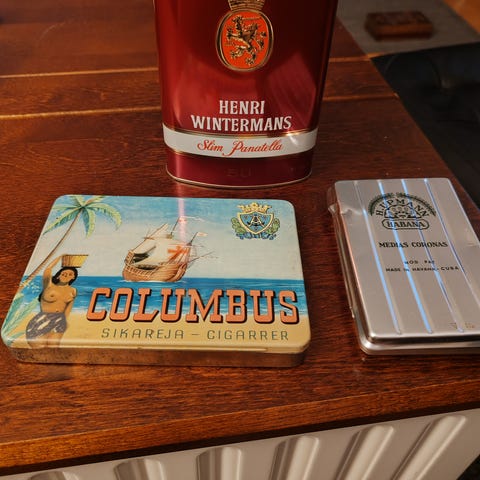 HENRI
WINTERMANS
Slim Panatella
COLUMBUS
SIKAREJA – CIGARRER
H. UPMANN
HABANA
MEDIAS CORONAS
MADE IN HAVANA - CUBA